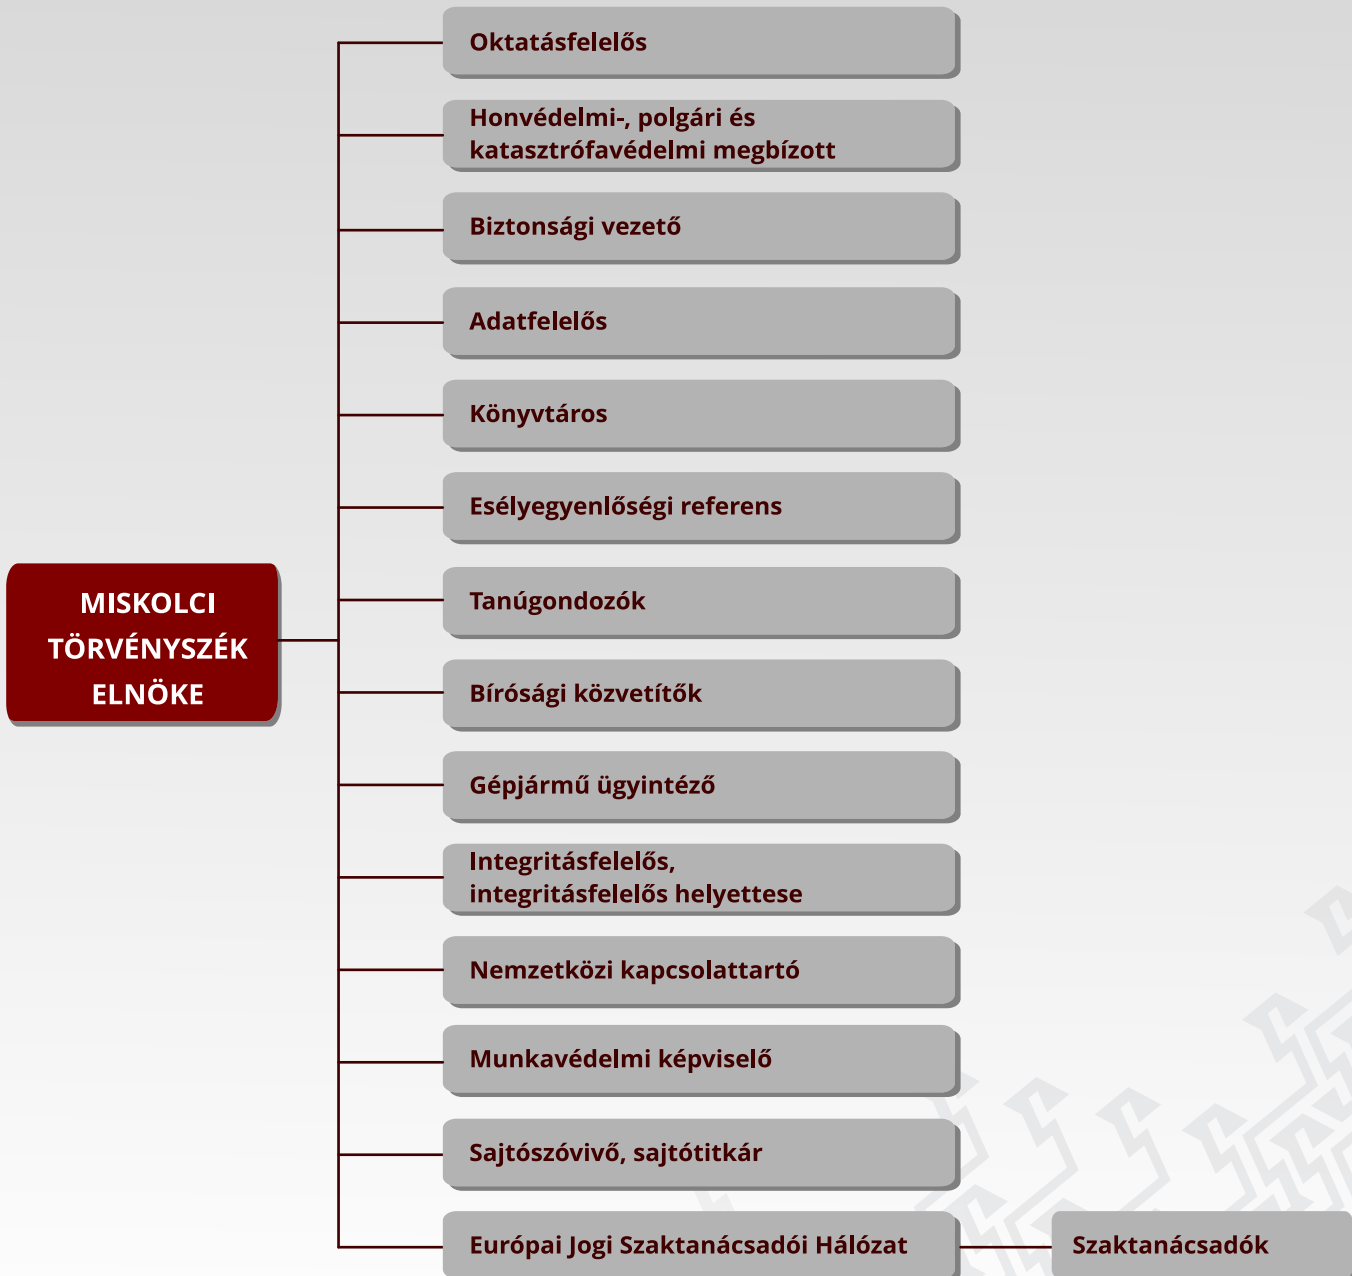 Oktatásfelelős
Honvédelmi-, polgári és
katasztrófavédelmi megbízott
Biztonsági vezető
Adatfelelős
Könyvtáros
Esélyegyenlőségi referens
MISKOLCI
TÖRVÉNYSZÉK
ELNÖKE
Tanúgondozók
Bírósági közvetítők
Gépjármű ügyintéző
Integritásfelelős,
integritásfelelős helyettese
Nemzetközi kapcsolattartó
Munkavédelmi képviselő
Sajtószóvivő, sajtótitkár
Európai Jogi Szaktanácsadói Hálózat
Szaktanácsadók